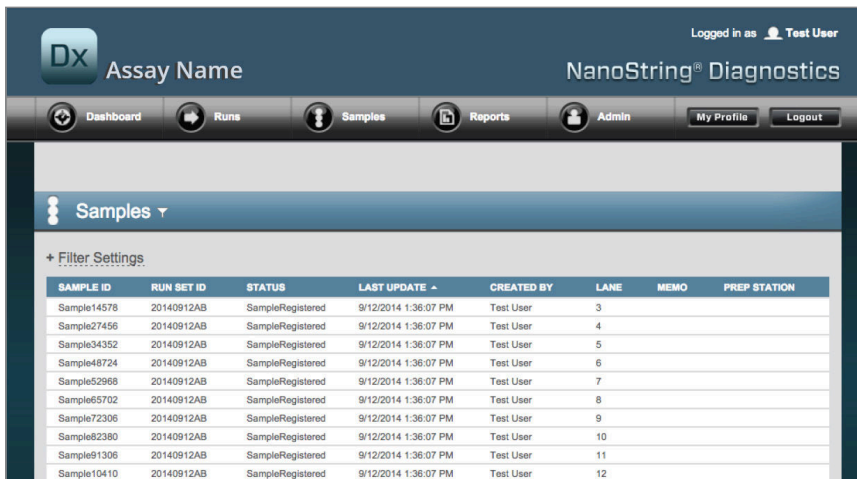 Logged in as Test User
Dx Assay Name
NanoString® Diagnostics
Dashboard Runs Samples Reports Admin My Profile Logout
Samples
+ Filter Settings
SAMPLE ID RUN SET ID STATUS LAST UPDATE CREATED BY LANE MEMO PREP STATION
Sample14578 20140912AB SampleRegistered 9/12/2014 1:36:07 PM Test User 3
Sample27456 20140912AB SampleRegistered 9/12/2014 1:36:07 PM Test User 4
Sample34352 20140912AB SampleRegistered 9/12/2014 1:36:07 PM Test User 5
Sample48724 20140912AB SampleRegistered 9/12/2014 1:36:07 PM Test User 6
Sample52968 20140912AB SampleRegistered 9/12/2014 1:36:07 PM Test User 7
Sample65702 20140912AB SampleRegistered 9/12/2014 1:36:07 PM Test User 8
Sample72306 20140912AB SampleRegistered 9/12/2014 1:36:07 PM Test User 9
Sample82380 20140912AB SampleRegistered 9/12/2014 1:36:07 PM Test User 10
Sample91306 20140912AB SampleRegistered 9/12/2014 1:36:07 PM Test User 11
Sample10410 20140912AB SampleRegistered 9/12/2014 1:36:07 PM Test User 12